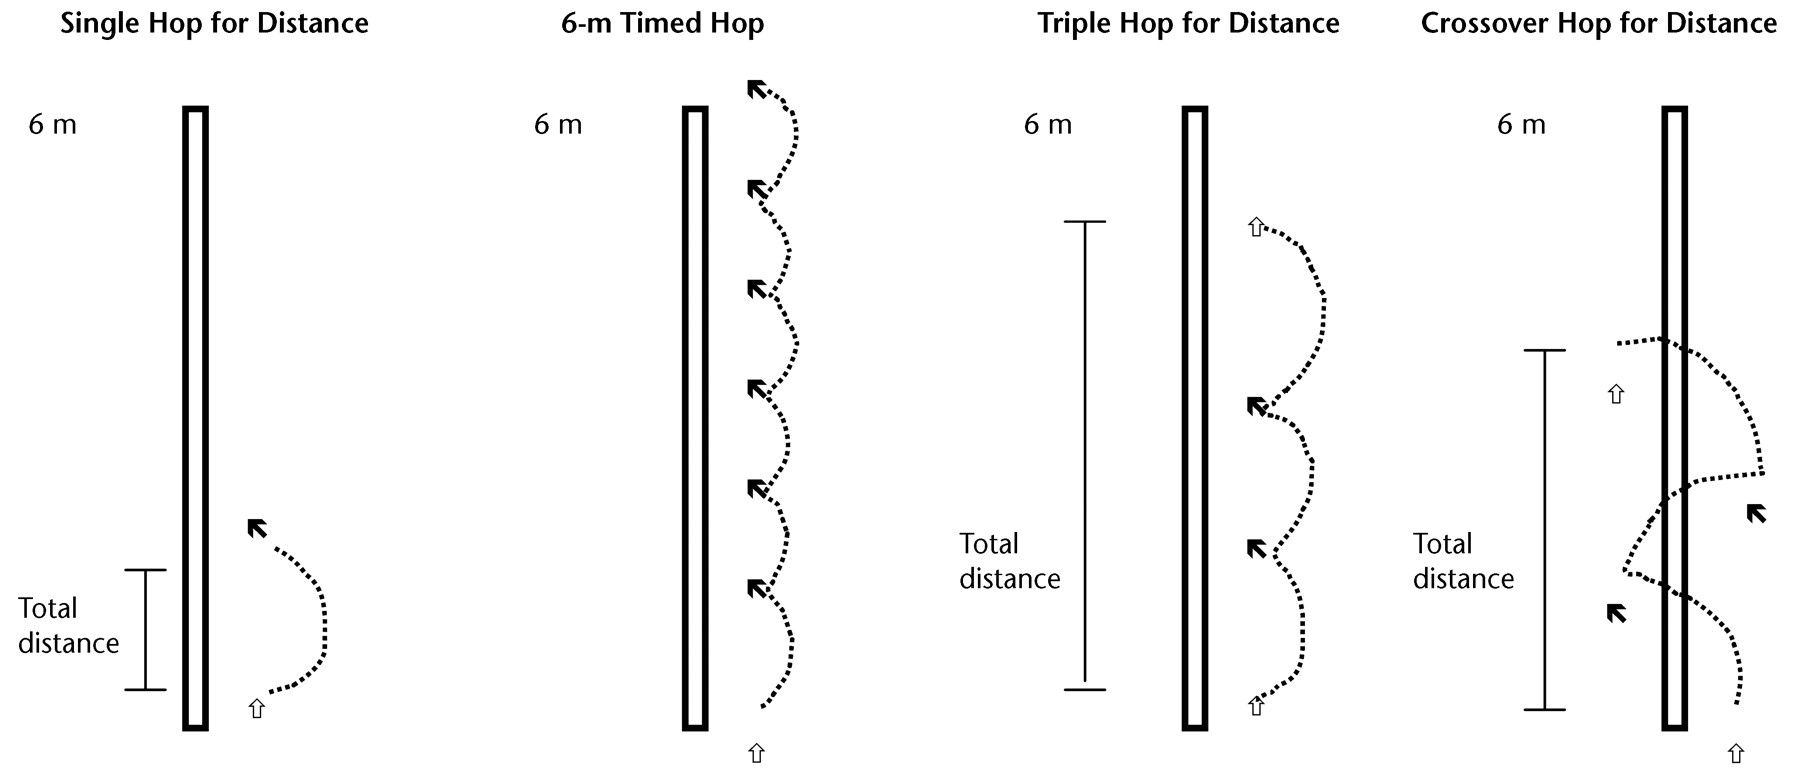 Single Hop for Distance
6 m
Total
distance
6-m Timed Hop
6 m
Triple Hop for Distance
6 m
Total
distance
Crossover Hop for Distance
6 m
Total
distance